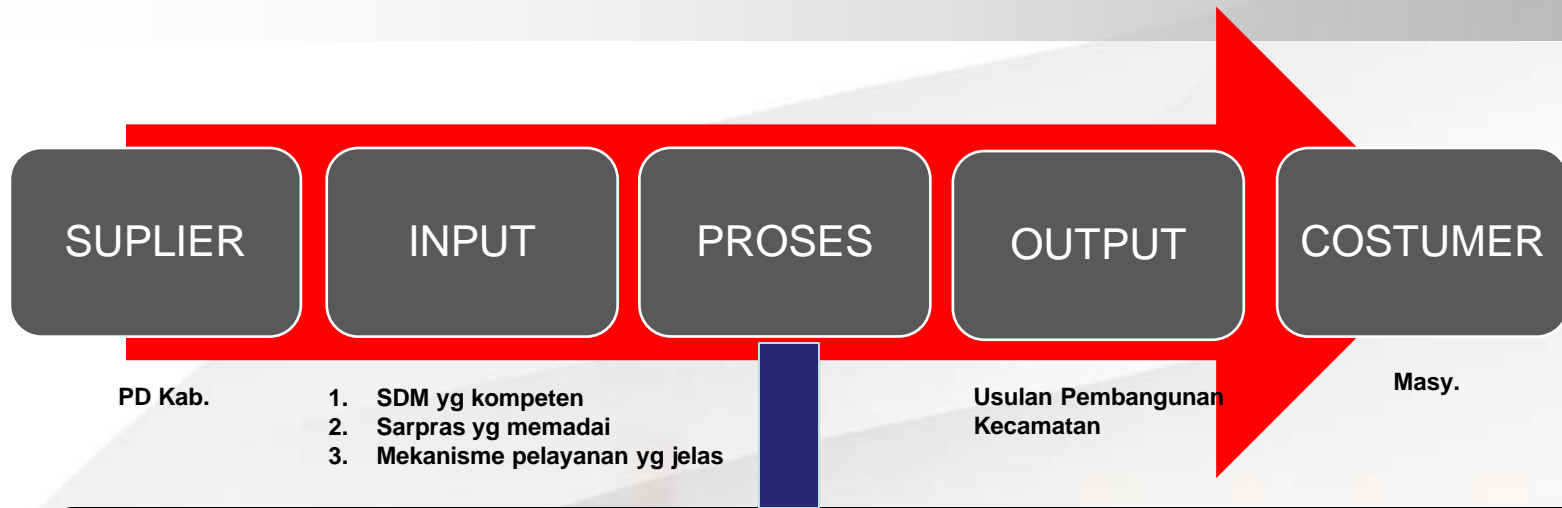 SUPLIER
INPUT
PROSES
OUTPUT
COSTUMER
PD Kab.
1. SDM yg kompeten
2. Sarpras yg memadai
3. Mekanisme pelayanan yg jelas
Usulan Pembangunan
Kecamatan
Masy.